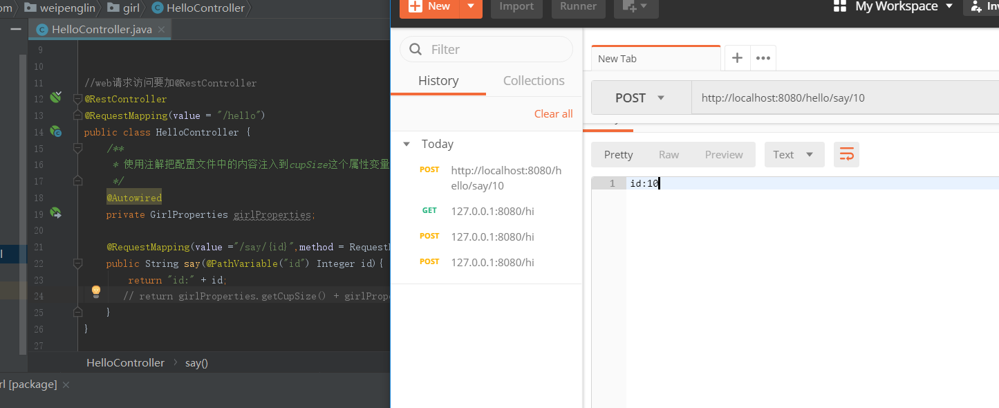 om weipenglin girl HelloController
HelloController.java
9
10
11 //web请求访问要加@RestController
12 @RestController
13 @RequestMapping(value = "/hello")
14 public class HelloController {
15 /**
16 * 使用注解把配置文件中的内容注入到cupSize这个属性变量
17 */
18 @Autowired
19 private GirlProperties girlProperties;
20
21 @RequestMapping(value ="/say/{id}",method = Request
22 public String say(@PathVariable("id") Integer id){
23 return "id:" + id;
24 // return girlProperties.getCupSize() + girlProp
25 }
26 }
27
HelloController > say()
rl [package]
New Import Runner My Workspace Inv
Filter
History Collections
Clear all
Today
POST http://localhost:8080/h
ello/say/10
GET 127.0.0.1:8080/hi
POST 127.0.0.1:8080/hi
POST 127.0.0.1:8080/hi
New Tab
POST http://localhost:8080/hello/say/10
Pretty Raw Preview Text
1 id:10